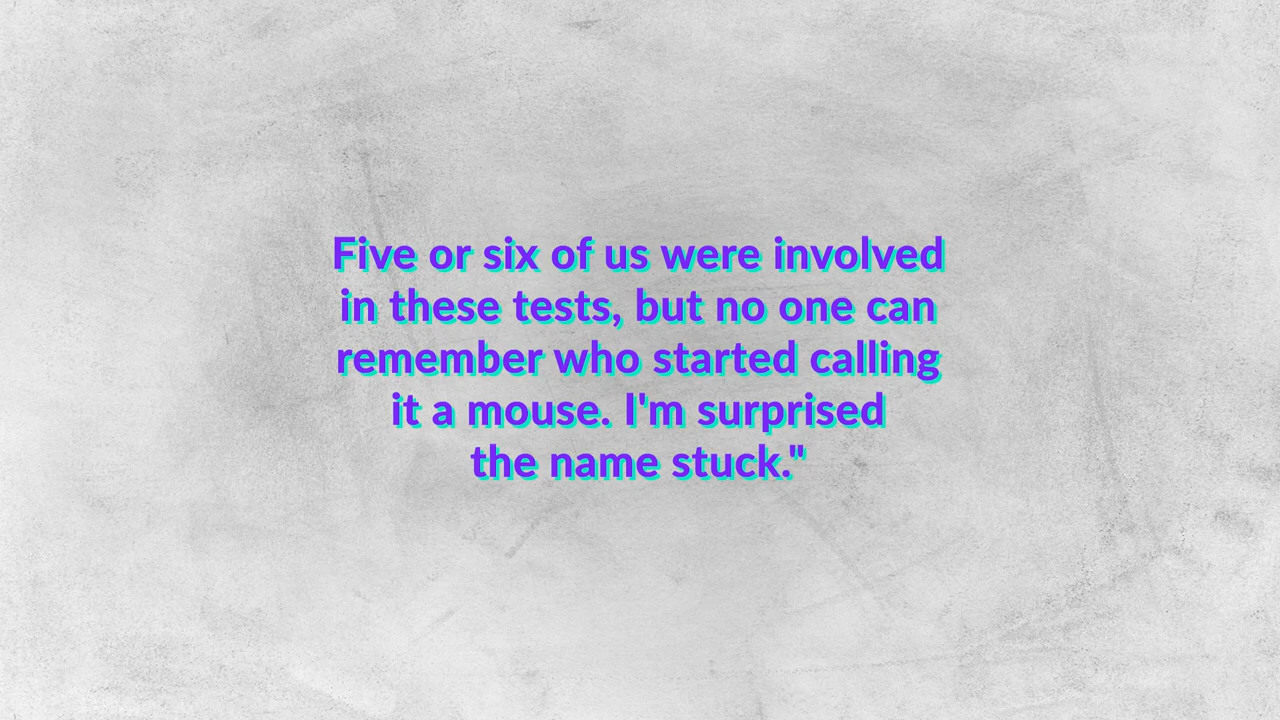 Five or six of us were involved
in these tests, but no one can
remember who started calling
it a mouse. I'm surprised
the name stuck."